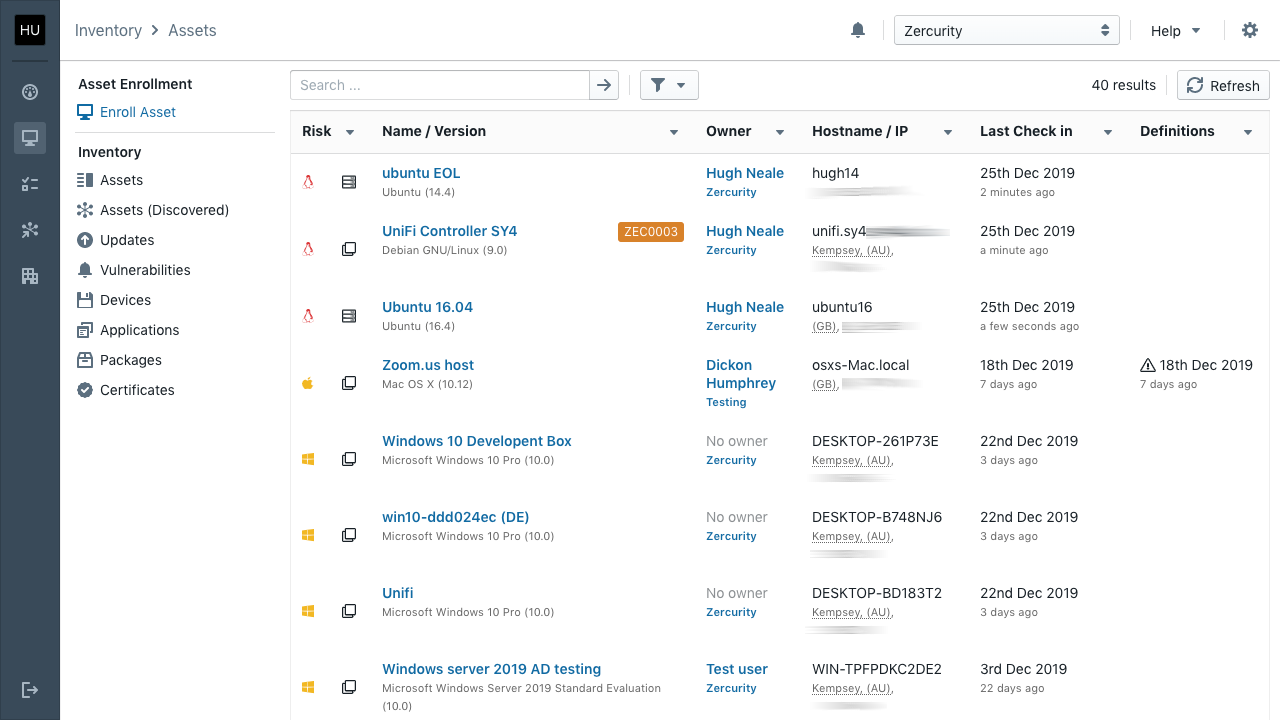 HU
Inventory > Assets
Zercurity
Help
Asset Enrollment
Enroll Asset
Inventory
Assets
Assets (Discovered)
Updates
Vulnerabilities
Devices
Applications
Packages
Certificates
Search ...
40 results
Refresh
Risk Name / Version Owner Hostname / IP Last Check in Definitions
ubuntu EOL Hugh Neale hugh14 25th Dec 2019
Ubuntu (14.4) Zercurity 2 minutes ago
UniFi Controller SY4 ZEC0003 Hugh Neale unifi.sy4 25th Dec 2019
Debian GNU/Linux (9.0) Zercurity Kempsey, (AU), a minute ago
Ubuntu 16.04 Hugh Neale ubuntu16 25th Dec 2019
Ubuntu (16.4) Zercurity (GB), a few seconds ago
Zoom.us host Dickon osxs-Mac.local 18th Dec 2019 18th Dec 2019
Mac OS X (10.12) Humphrey (GB), 7 days ago 7 days ago
Testing
Windows 10 Developent Box No owner DESKTOP-261P73E 22nd Dec 2019
Microsoft Windows 10 Pro (10.0) Zercurity Kempsey, (AU), 3 days ago
win10-ddd024ec (DE) No owner DESKTOP-B748NJ6 22nd Dec 2019
Microsoft Windows 10 Pro (10.0) Zercurity Kempsey, (AU), 3 days ago
Unifi No owner DESKTOP-BD183T2 22nd Dec 2019
Microsoft Windows 10 Pro (10.0) Zercurity Kempsey, (AU), 3 days ago
Windows server 2019 AD testing Test user WIN-TPFPDKC2DE2 3rd Dec 2019
Microsoft Windows Server 2019 Standard Evaluation Zercurity Kempsey, (AU), 22 days ago
(10.0)